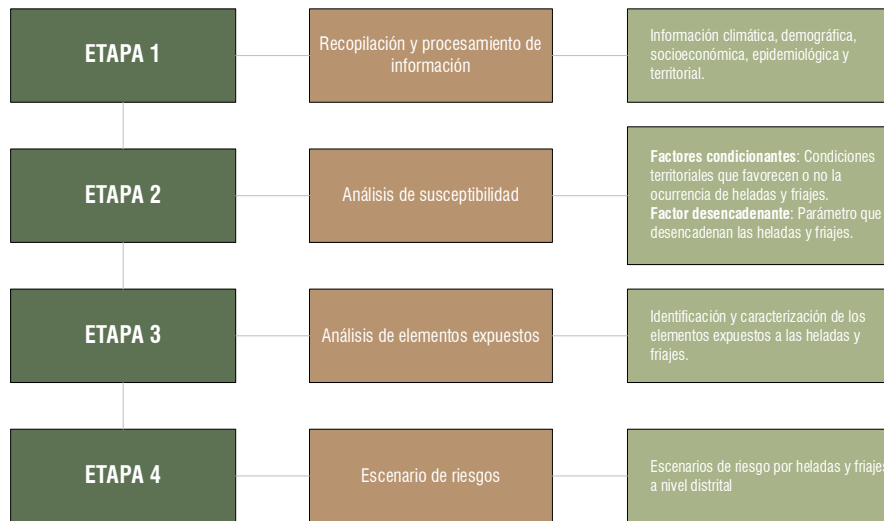 ETAPA 1
Recopilación y procesamiento de
información
Información climática, demográfica,
socioeconómica, epidemiológica y
territorial.
ETAPA 2
Análisis de susceptibilidad
Factores condicionantes: Condiciones
territoriales que favorecen o no la
ocurrencia de heladas y friajes.
Factor desencadenante: Parámetro que
desencadenan las heladas y friajes.
ETAPA 3
Análisis de elementos expuestos
Identificación y caracterización de los
elementos expuestos a las heladas y
friajes.
ETAPA 4
Escenario de riesgos
Escenarios de riesgo por heladas y friajes
a nivel distrital